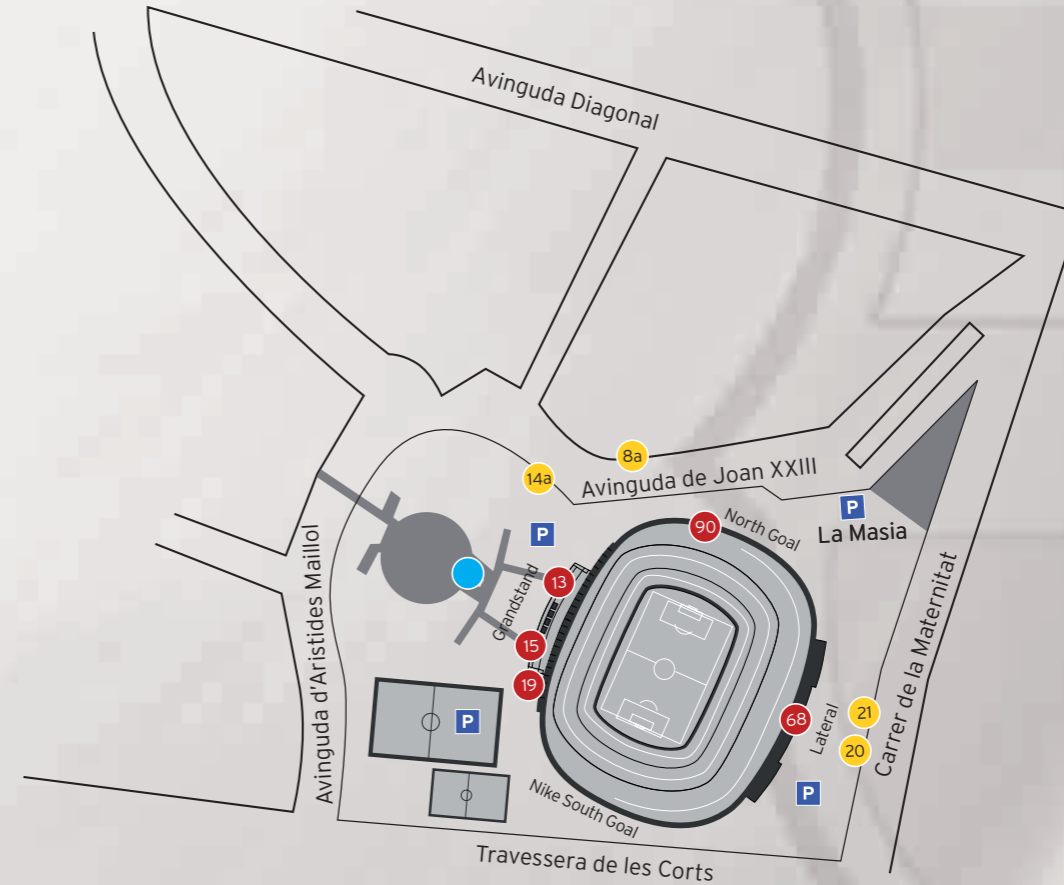 Avinguda Diagonal
8a
14a
Avinguda de Joan XXIII
P
La Masia
90
North Goal
P
13
Grandstand
15
19
Avinguda d'Aristides Maillol
P
68
Lateral
21
20
Carrer de la Maternitat
P
Nike South Goal
Travessera de les Corts